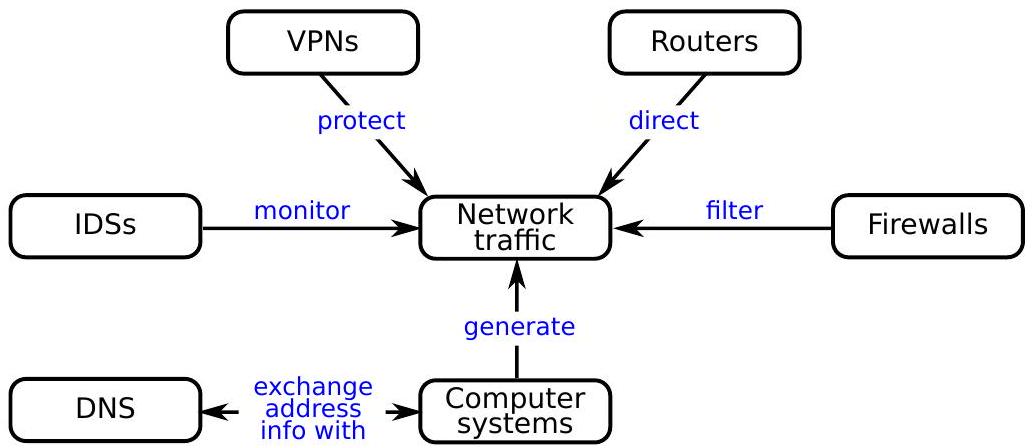 VPNs
Routers
protect
direct
IDSs
monitor
Network
traffic
filter
Firewalls
generate
DNS
exchange
address
info with
Computer
systems